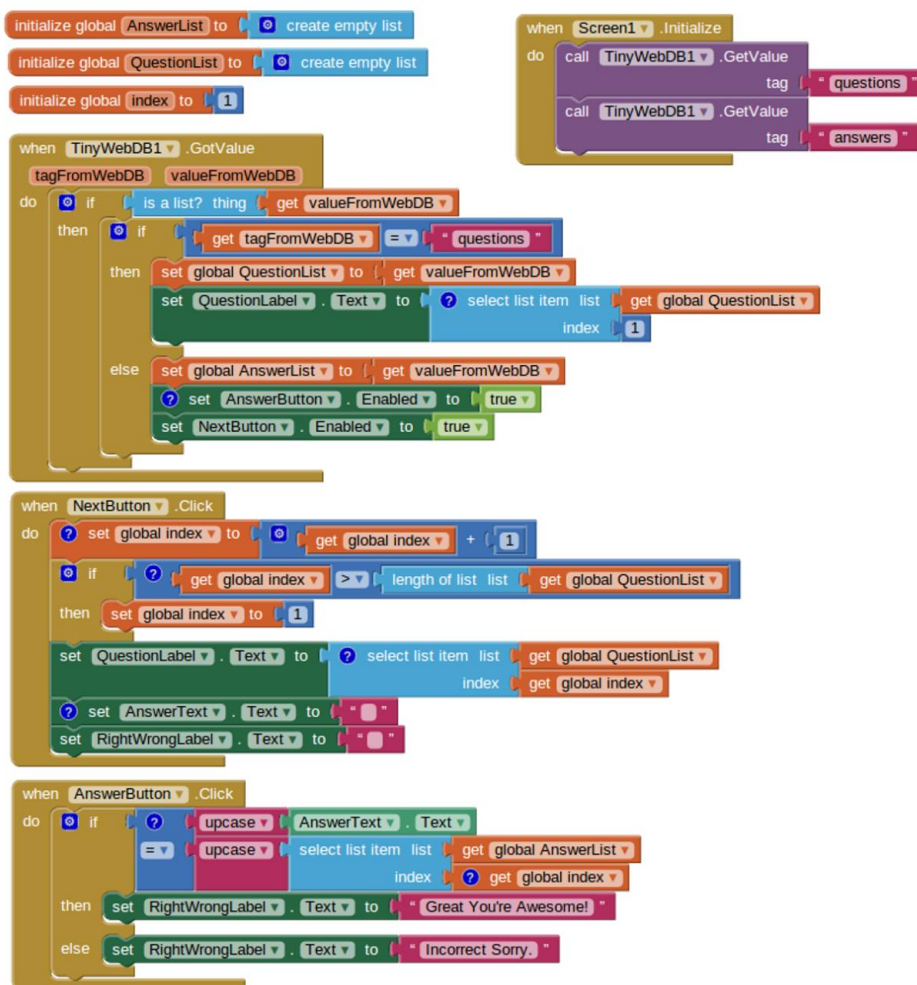 initialize global AnswerList to create empty list
initialize global QuestionList to create empty list
initialize global index to 1
when Screen1 .Initialize
do call TinyWebDB1 .GetValue
tag " questions "
call TinyWebDB1 .GetValue
tag " answers "
when TinyWebDB1 .GotValue
tagFromWebDB valueFromWebDB
do if is a list? thing get valueFromWebDB
then if get tagFromWebDB = " questions "
then set global QuestionList to get valueFromWebDB
set QuestionLabel . Text to ? select list item list get global QuestionList
index 1
else set global AnswerList to get valueFromWebDB
? set AnswerButton . Enabled to true
set NextButton . Enabled to true
when NextButton .Click
do ? set global index to get global index + 1
if ? get global index > length of list list get global QuestionList
then set global index to 1
set QuestionLabel . Text to ? select list item list get global QuestionList
index get global index
? set AnswerText . Text to " "
set RightWrongLabel . Text to " "
when AnswerButton .Click
do if ? upcase AnswerText . Text
= upcase select list item list get global AnswerList
index ? get global index
then set RightWrongLabel . Text to " Great You're Awesome! "
else set RightWrongLabel . Text to " Incorrect Sorry. "